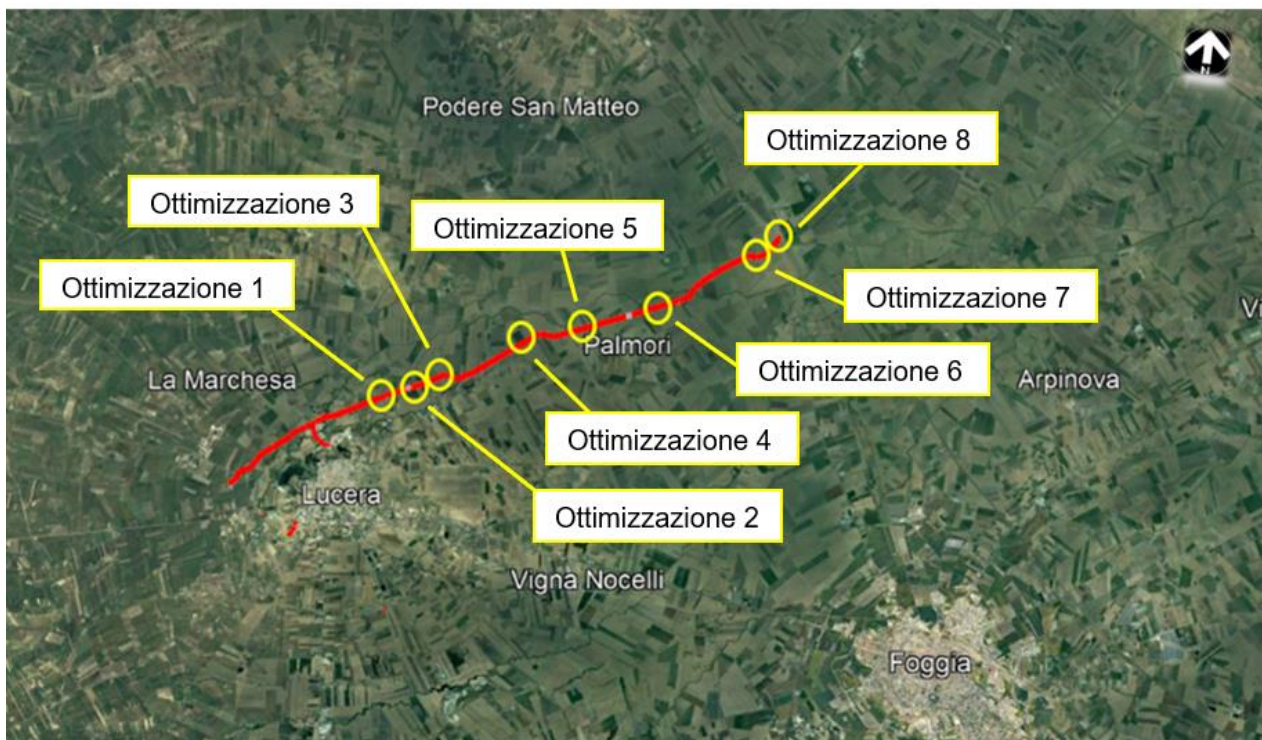 Podere San Matteo
Ottimizzazione 8
Ottimizzazione 3
Ottimizzazione 5
Ottimizzazione 1
Ottimizzazione 7
Vi
Palmori
La Marchesa
Ottimizzazione 6
Arpinova
Ottimizzazione 4
Lucera
Ottimizzazione 2
Vigna Nocelli
Foggia
N